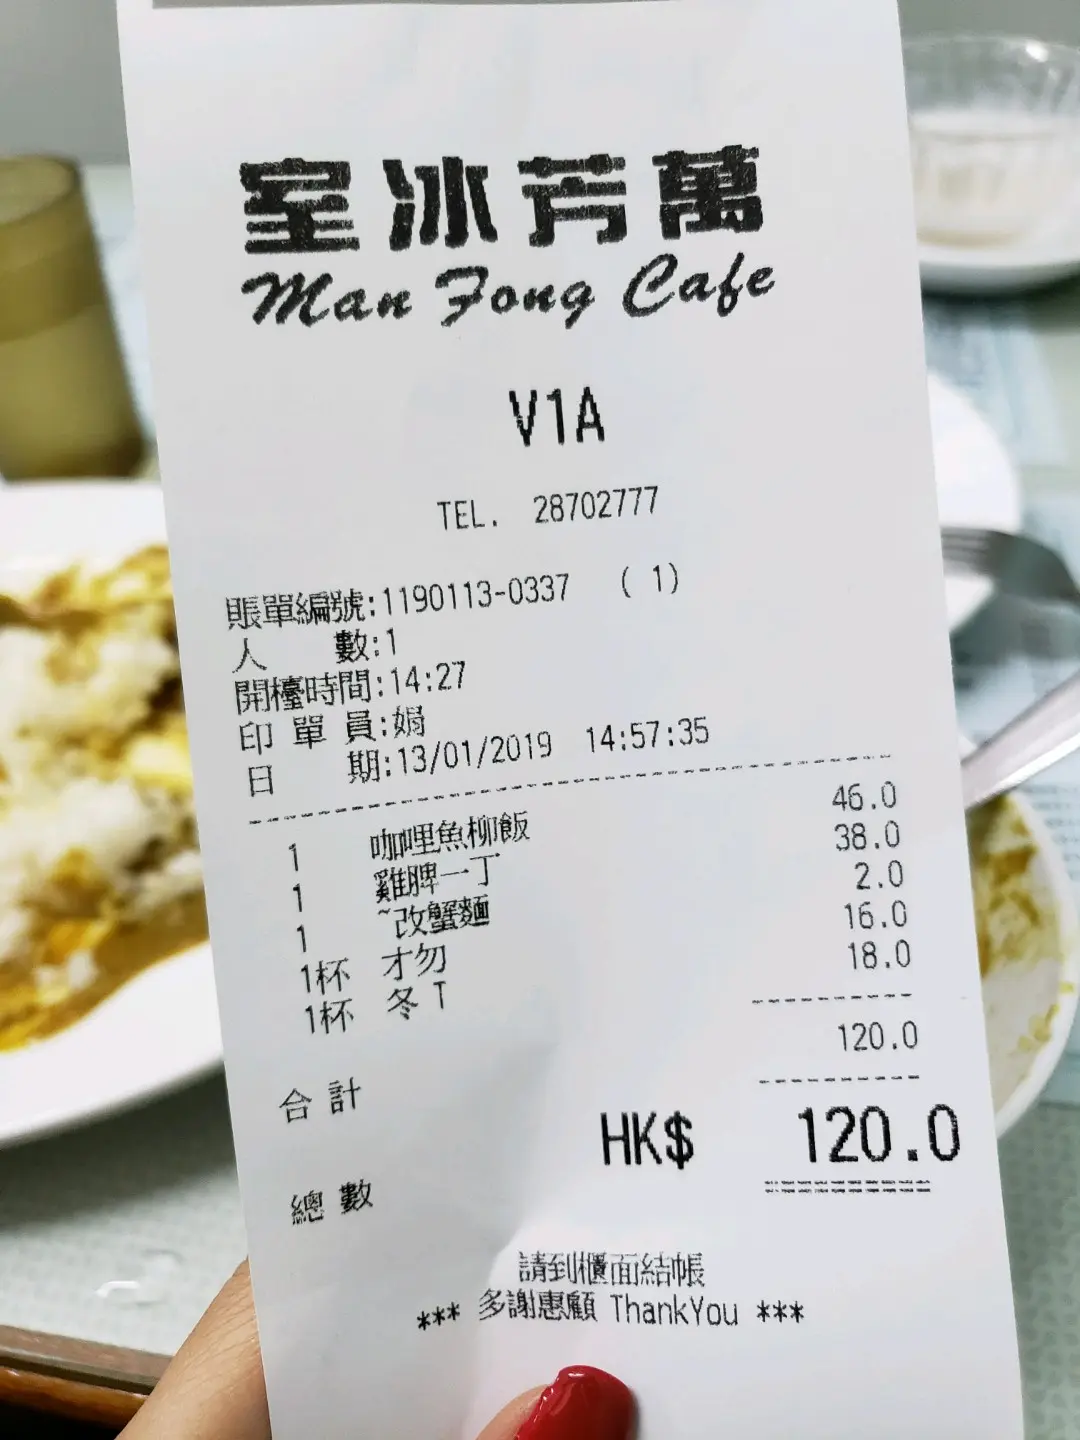 室冰芳萬
Man Fong Cafe
V1A
TEL. 28702777
賬單編號:1190113-0337 ( 1)
人 數:1
開檯時間:14:27
印 單 員:娟
日 期:13/01/2019 14:57:35
1 咖哩魚柳飯 46.0
1 雞脾一丁 38.0
1 ~改蟹麵 2.0
1杯 才勿 16.0
1杯 冬T 18.0
合 計 120.0
總 數 HK$ 120.0
請到櫃面結帳
*** 多謝惠顧 ThankYou ***